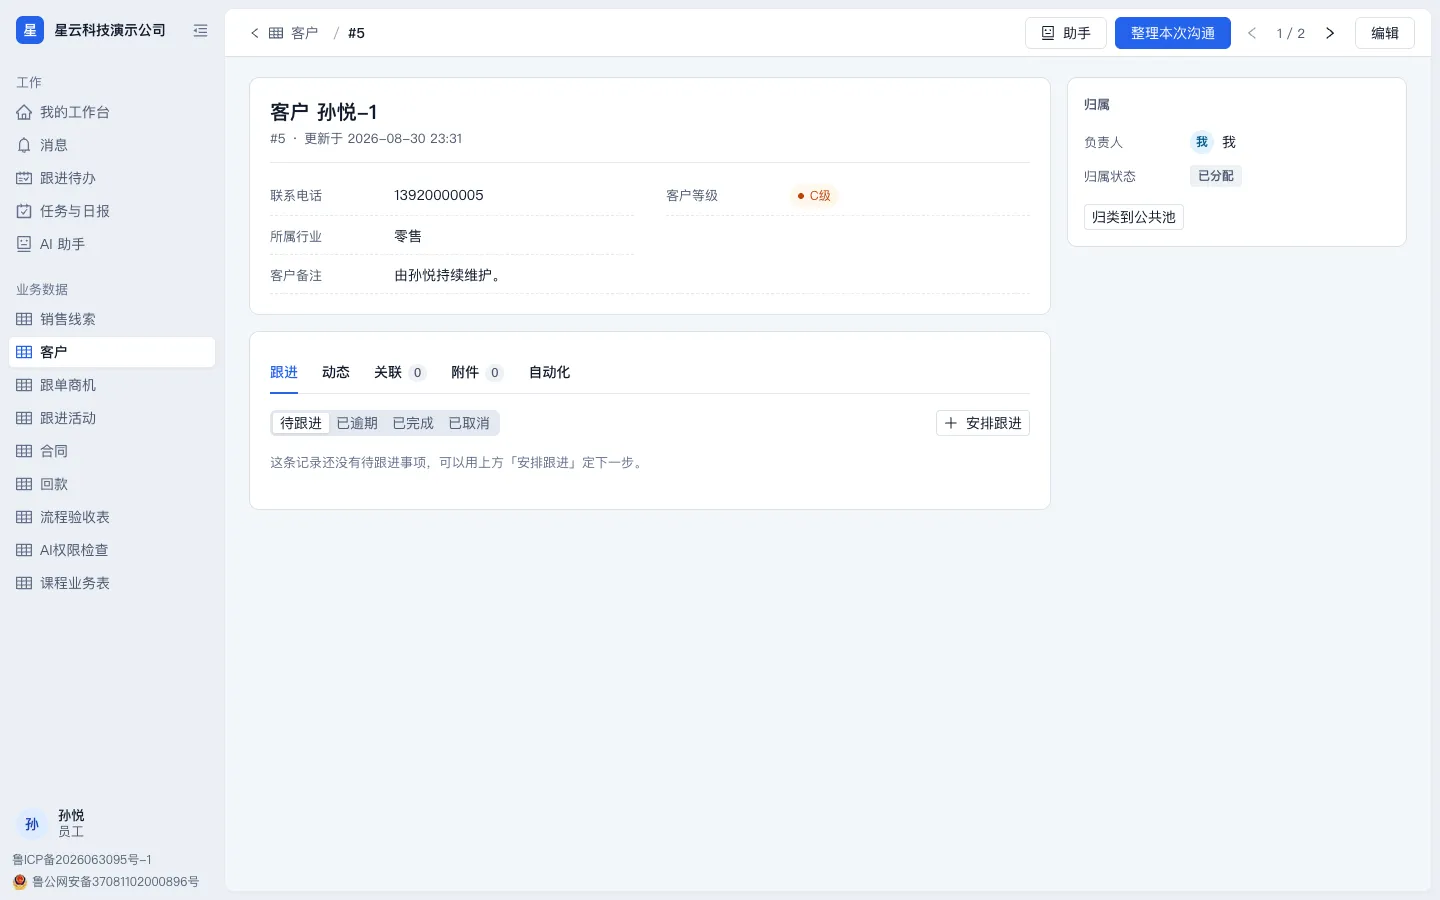 星 星云科技演示公司
工作
我的工作台
消息
跟进待办
任务与日报
AI 助手
业务数据
销售线索
客户
跟单商机
跟进活动
合同
回款
流程验收表
AI权限检查
课程业务表
孙 孙悦
员工
鲁ICP备2026063095号-1
鲁公网安备37081102000896号
客户 / #5
助手 整理本次沟通 1 / 2 编辑
客户 孙悦-1
#5 · 更新于 2026-08-30 23:31
联系电话 13920000005 客户等级 C级
所属行业 零售
客户备注 由孙悦持续维护。
跟进 动态 关联 0 附件 0 自动化
待跟进 已逾期 已完成 已取消 安排跟进
这条记录还没有待跟进事项，可以用上方「安排跟进」定下一步。
归属
负责人 我 我
归属状态 已分配
归类到公共池